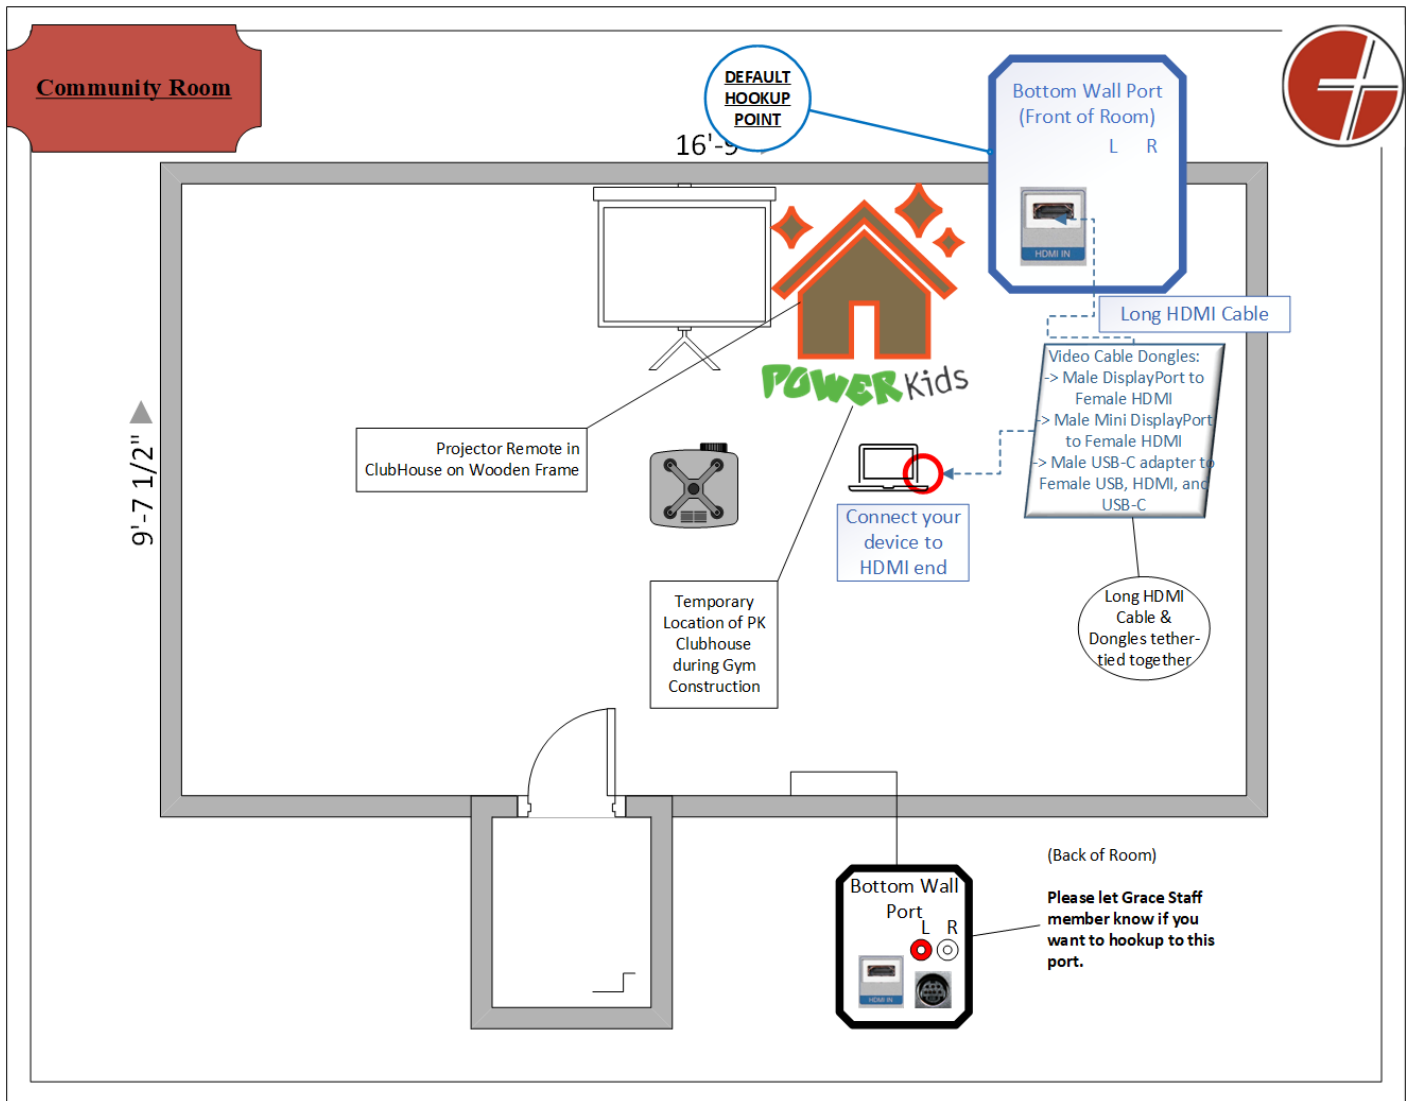 Community Room
DEFAULT
HOOKUP
POINT
Bottom Wall Port
(Front of Room)
L R
HDMI IN
16'-9
Long HDMI Cable
Video Cable Dongles:
-> Male DisplayPort to
Female HDMI
-> Male Mini DisplayPort
to Female HDMI
-> Male USB-C adapter to
Female USB, HDMI, and
USB-C
POWER Kids
9'-7 1/2"
Projector Remote in
ClubHouse on Wooden Frame
Connect your
device to
HDMI end
Temporary
Location of PK
Clubhouse
during Gym
Construction
Long HDMI
Cable &
Dongles tether-
tied together
(Back of Room)
Please let Grace Staff
member know if you
want to hookup to this
port.
Bottom Wall
Port
L R
HDMI IN